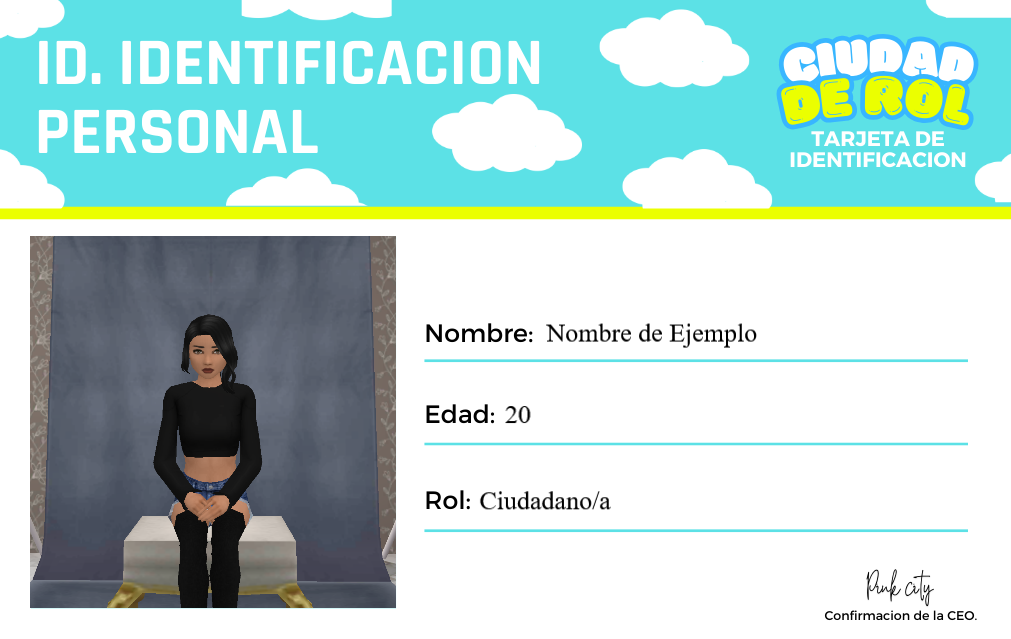 ID. IDENTIFICACION
PERSONAL
CIUDAD
DE ROL
TARJETA DE
IDENTIFICACION
Nombre: Nombre de Ejemplo
Edad: 20
Rol: Ciudadano/a
Pink City
Confirmacion de la CEO.